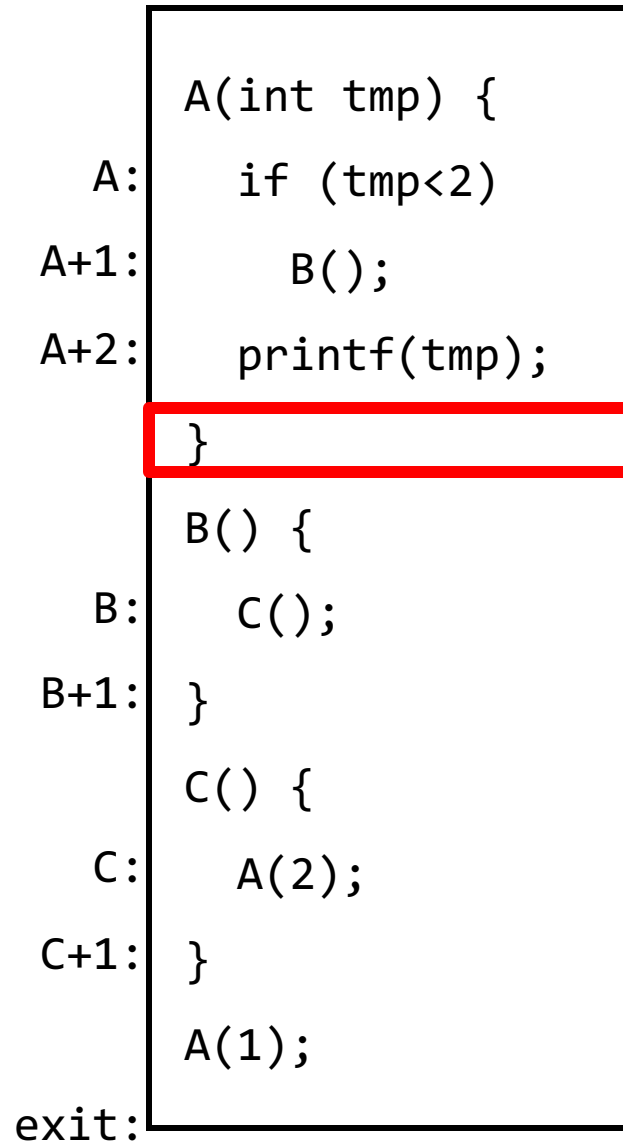 A(int tmp) {
A: if (tmp<2)
A+1: B();
A+2: printf(tmp);
}
B() {
B: C();
B+1: }
C() {
C: A(2);
C+1: }
A(1);
exit: